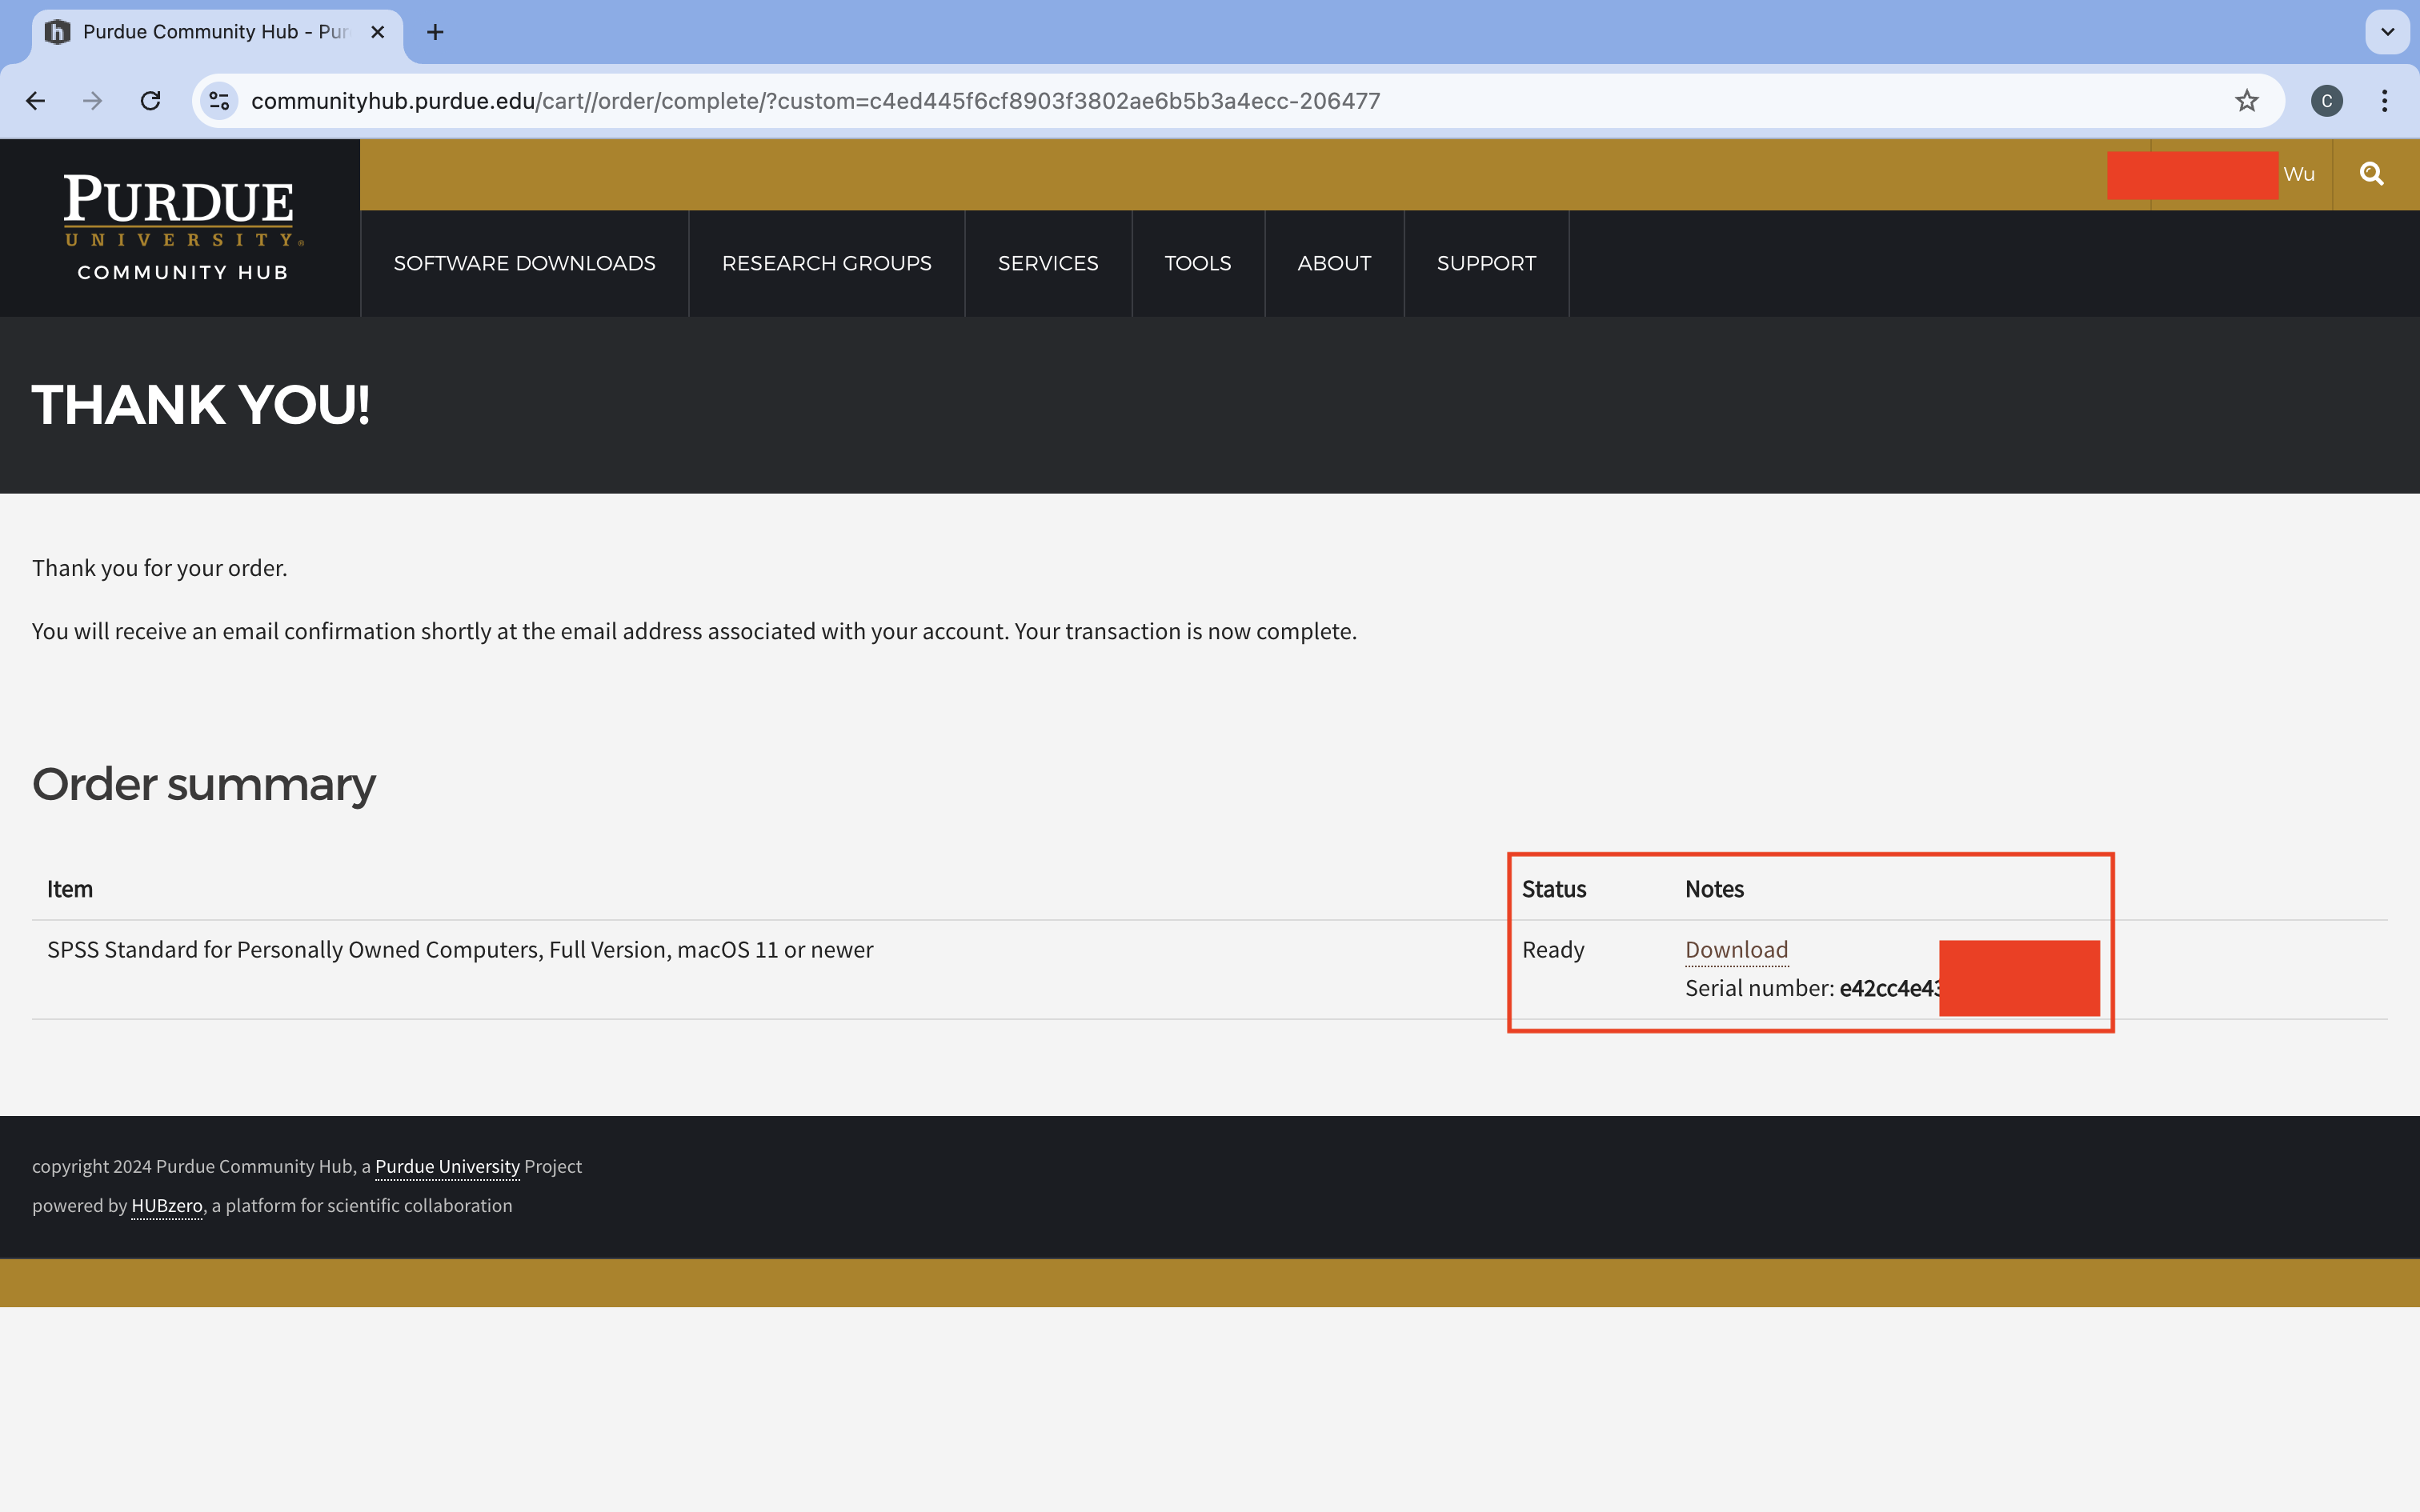 Purdue Community Hub - Pur
communityhub.purdue.edu/cart//order/complete/?custom=c4ed445f6cf8903f3802ae6b5b3a4ecc-206477
C
PURDUE
UNIVERSITY®
COMMUNITY HUB
Wu
SOFTWARE DOWNLOADS RESEARCH GROUPS SERVICES TOOLS ABOUT SUPPORT
THANK YOU!
Thank you for your order.
You will receive an email confirmation shortly at the email address associated with your account. Your transaction is now complete.
Order summary
Item Status Notes
SPSS Standard for Personally Owned Computers, Full Version, macOS 11 or newer Ready Download
Serial number: e42cc4e43
copyright 2024 Purdue Community Hub, a Purdue University Project
powered by HUBzero, a platform for scientific collaboration